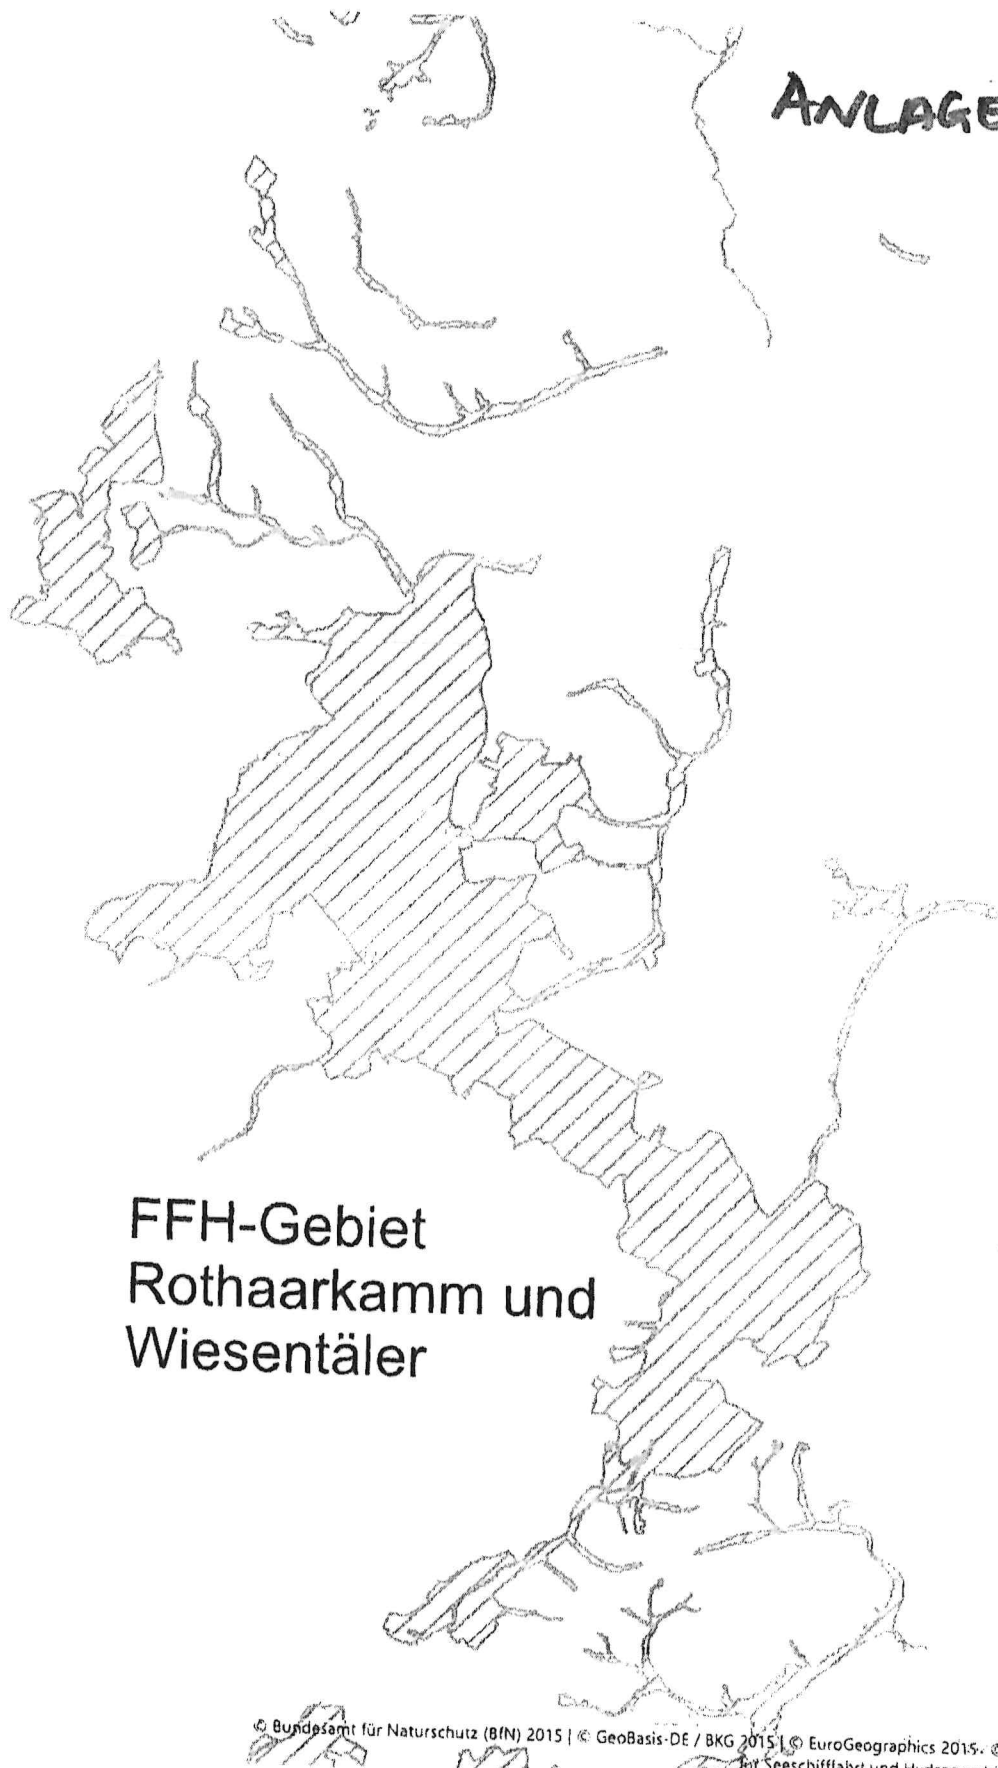 ANLAGE
FFH-Gebiet
Rothaarkamm und
Wiesentäler
© Bundesamt für Naturschutz (BfN) 2015 | © GeoBasis-DE / BKG 2015 | © EuroGeographics 2015. ©
für Seeschifffahrt und